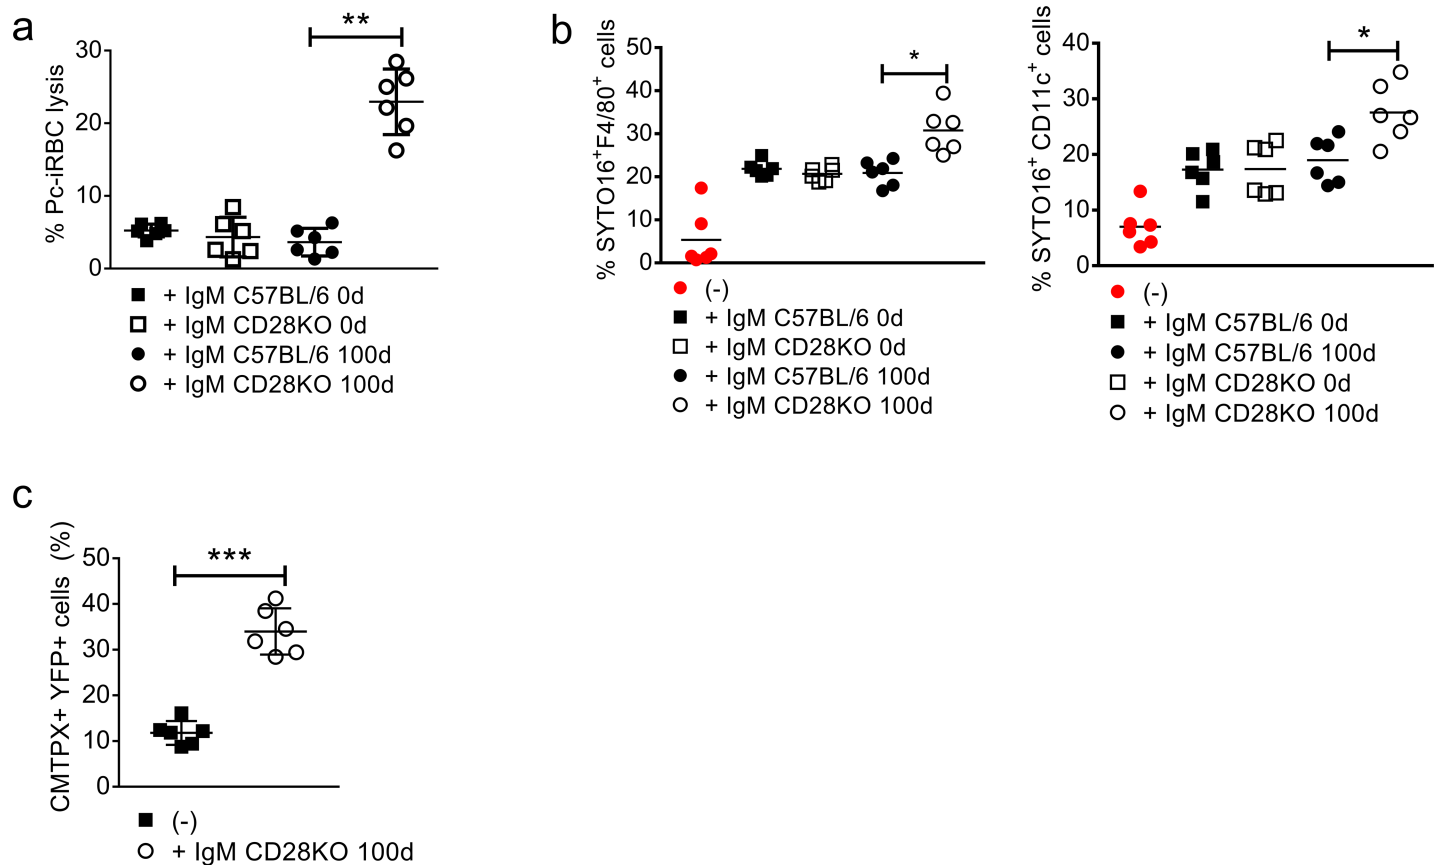 a
**
% Pc-iRBC lysis
30
20
10
0
+ IgM C57BL/6 0d
+ IgM CD28KO 0d
+ IgM C57BL/6 100d
+ IgM CD28KO 100d
b
*
% SYTO16+F4/80+ cells
50
40
30
20
10
0
(-)
+ IgM C57BL/6 0d
+ IgM CD28KO 0d
+ IgM C57BL/6 100d
+ IgM CD28KO 100d
*
% SYTO16+ CD11c+ cells
40
30
20
10
0
(-)
+ IgM C57BL/6 0d
+ IgM C57BL/6 100d
+ IgM CD28KO 0d
+ IgM CD28KO 100d
c
***
CMTPX+ YFP+ cells (%)
50
40
30
20
10
0
(-)
+ IgM CD28KO 100d